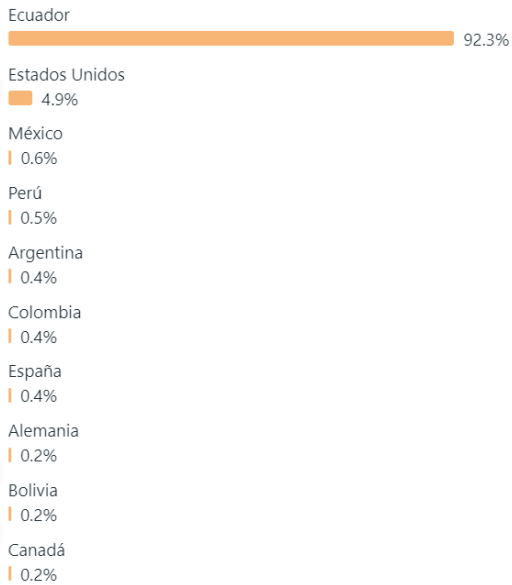 Ecuador
92.3%
Estados Unidos
4.9%
México
0.6%
Perú
0.5%
Argentina
0.4%
Colombia
0.4%
España
0.4%
Alemania
0.2%
Bolivia
0.2%
Canadá
0.2%